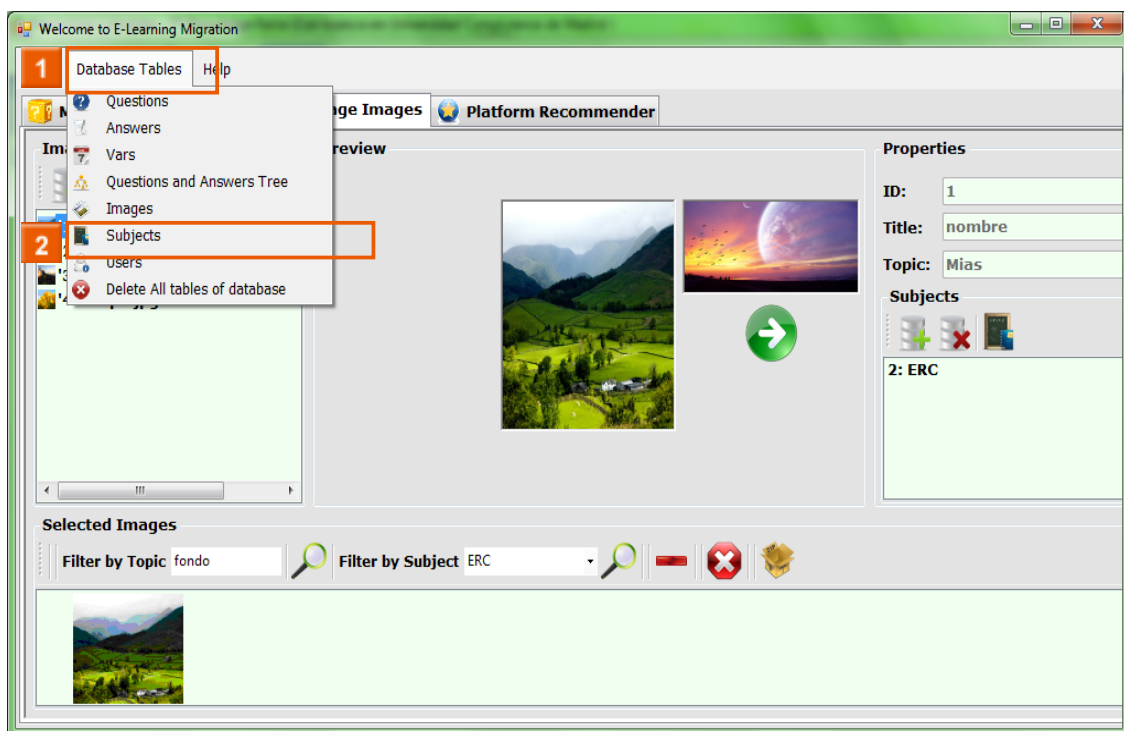 Welcome to E-Learning Migration
1
Database Tables Help
Questions
Answers
Vars
Questions and Answers Tree
Images
2
Subjects
Users
Delete All tables of database
Images Platform Recommender
Properties
ID: 1
Title: nombre
Topic: Mias
Subjects
2: ERC
Selected Images
Filter by Topic fondo Filter by Subject ERC